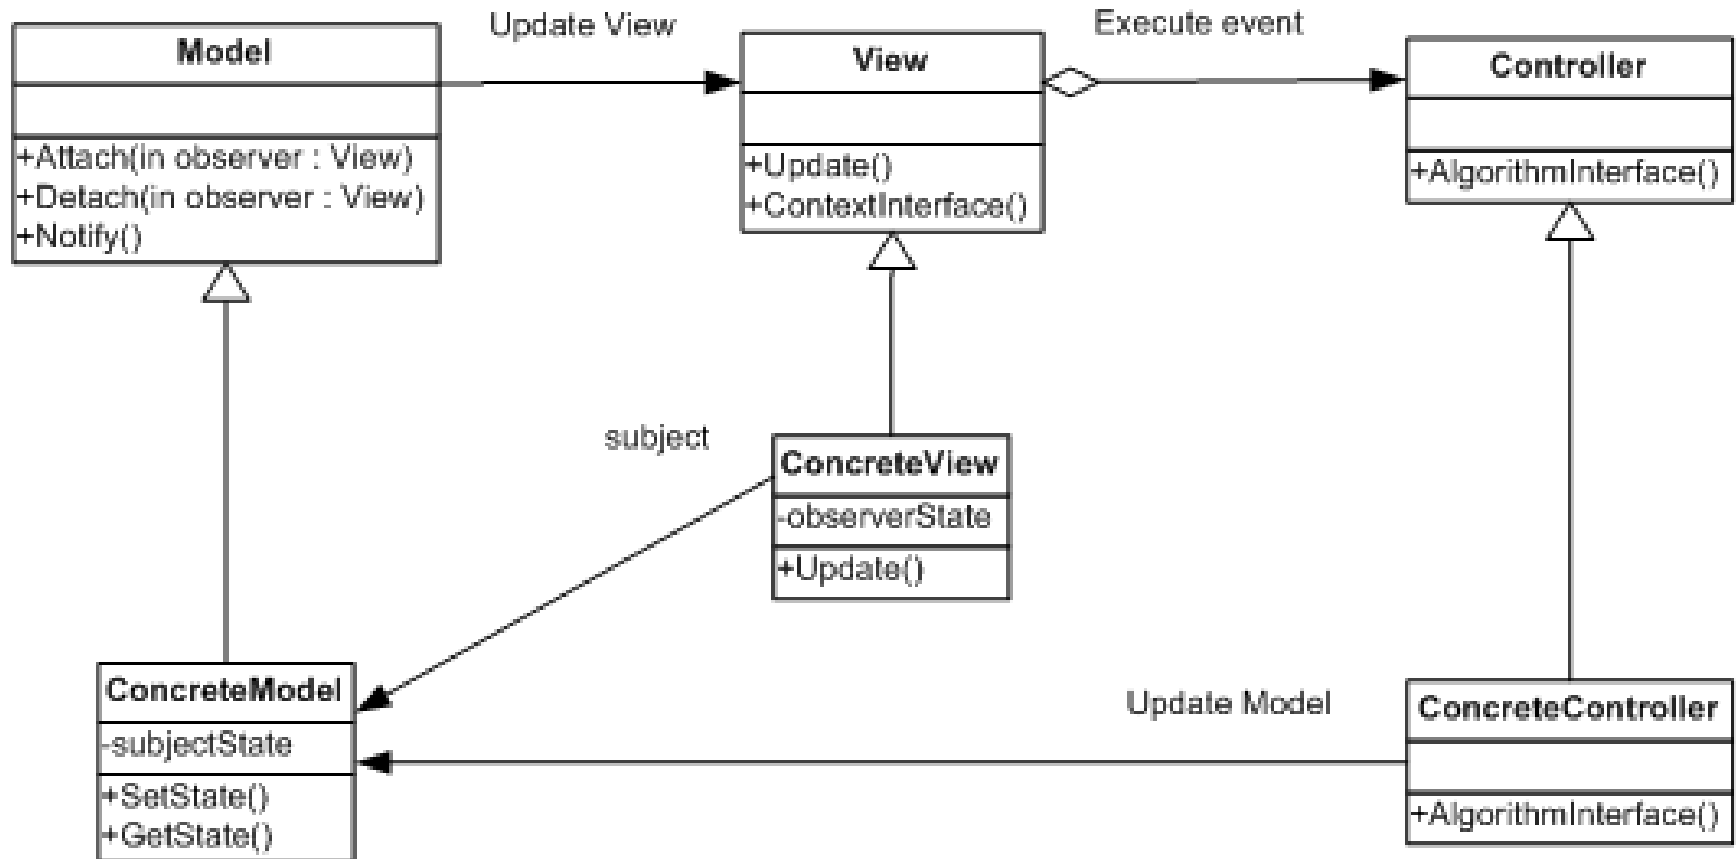 Update View
Execute event
Model
+Attach(in observer : View)
+Detach(in observer : View)
+Notify()
View
+Update()
+ContextInterface()
Controller
+AlgorithmInterface()
subject
ConcreteView
-observerState
+Update()
ConcreteModel
-subjectState
+SetState()
+GetState()
Update Model
ConcreteController
+AlgorithmInterface()